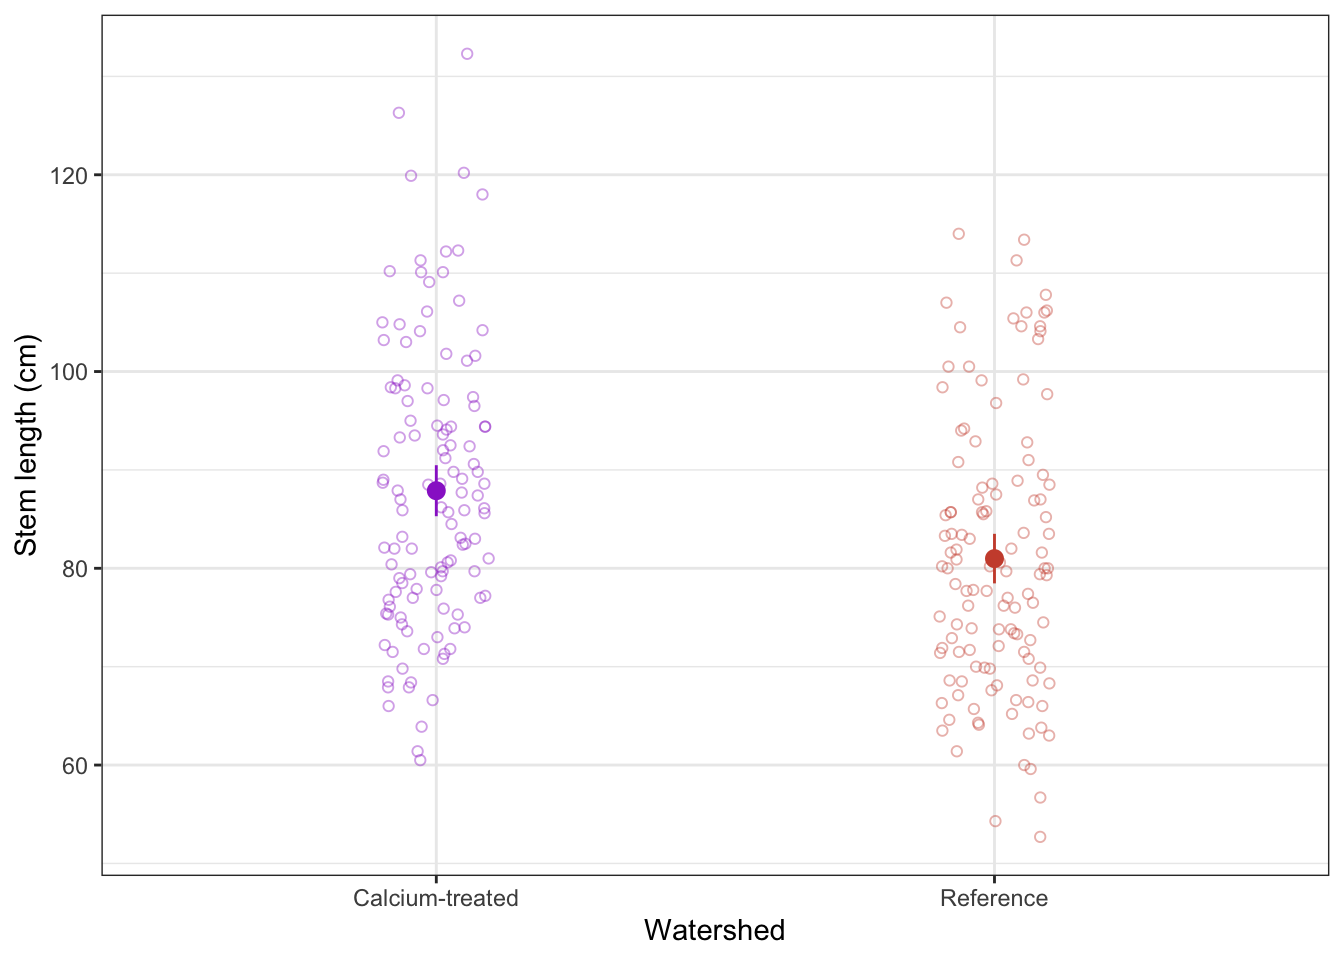 120
100
80
60
Stem length (cm)
Calcium-treated
Reference
Watershed